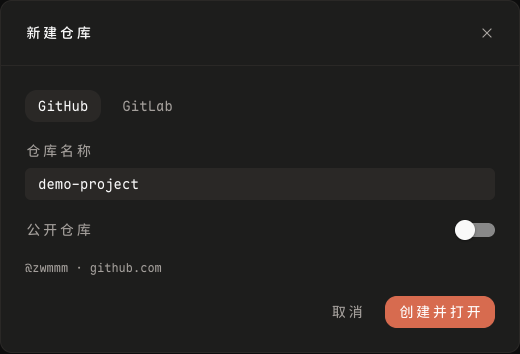 新建仓库
GitHub GitLab
仓库名称
demo-project
公开仓库
@zwmmm · github.com
取消 创建并打开